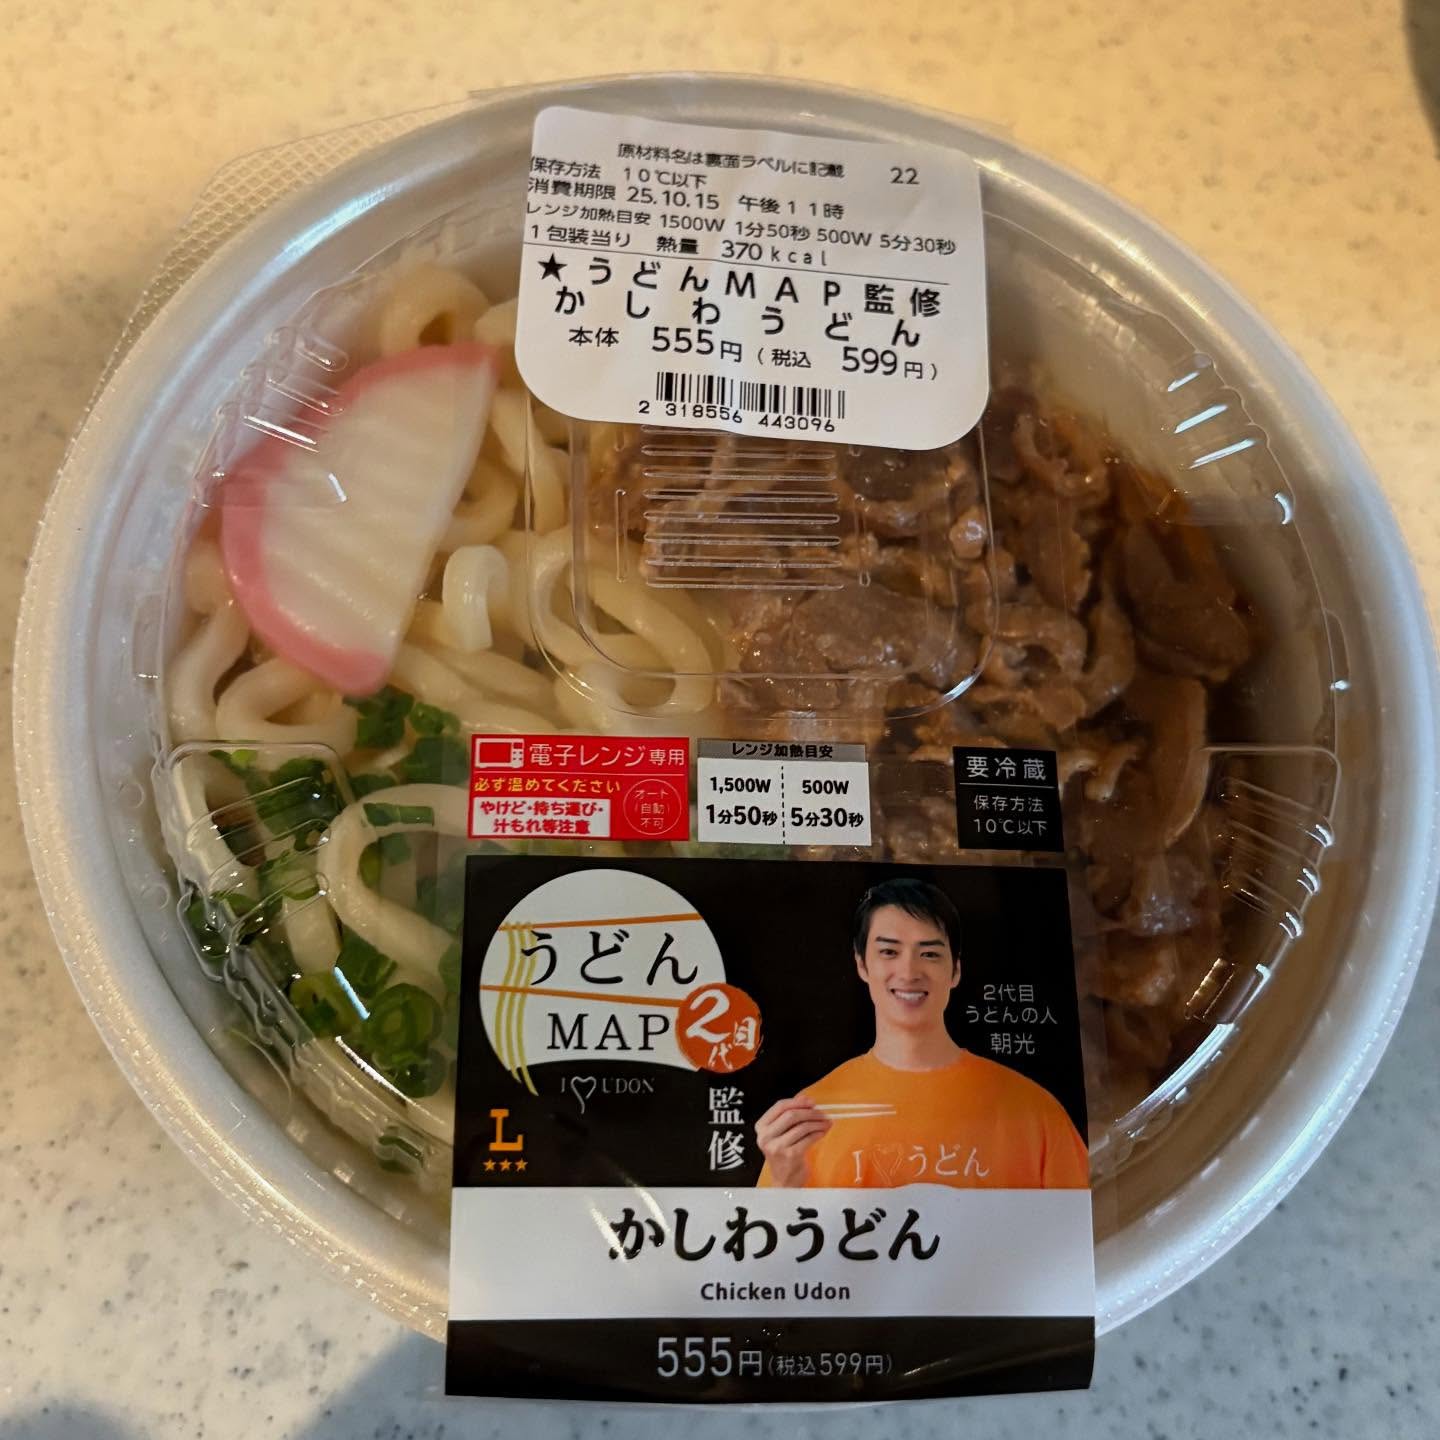 原材料名は裏面ラベルに記載 22
保存方法 10℃以下
消費期限 25.10.15 午後11時
レンジ加熱目安 1500W 1分50秒 500W 5分30秒
1包装当り 熱量 370kcal
★うどんMAP監修
かしわうどん
本体 555円(税込 599円)
2 318556 443096
電子レンジ専用
必ず温めてください
やけど・持ち運び・
汁もれ等注意
オート
(自動)
不可
レンジ加熱目安
1,500W 500W
1分50秒 5分30秒
要冷蔵
保存方法
10℃以下
うどん
MAP
2代目
I♡UDON
監修
L
★★★
2代目
うどんの人
朝光
I♡うどん
かしわうどん
Chicken Udon
555円(税込599円)